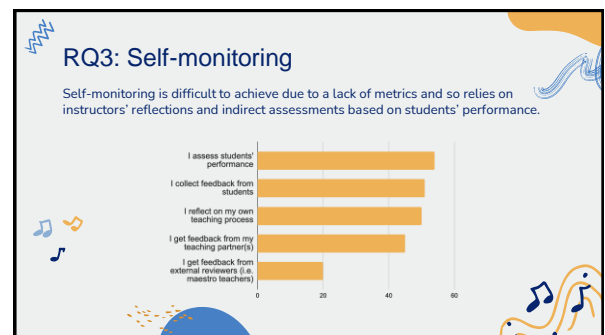 RQ3: Self-monitoring
Self-monitoring is difficult to achieve due to a lack of metrics and so relies on
instructors' reflections and indirect assessments based on students' performance.
I assess students'
performance
I collect feedback from
students
I reflect on my own
teaching process
I get feedback from my
teaching partner(s)
I get feedback from
external reviewers (i.e.
maestro teachers)
0 20 40 60